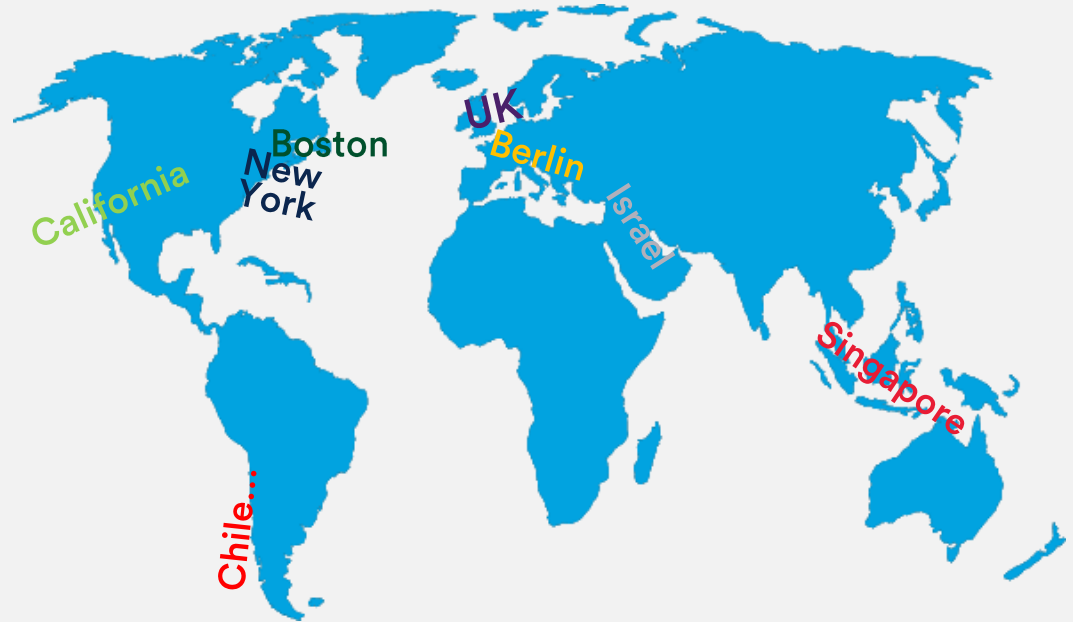 UK
Boston
Berlin
New
York
California
Israel
Singapore
Chile...